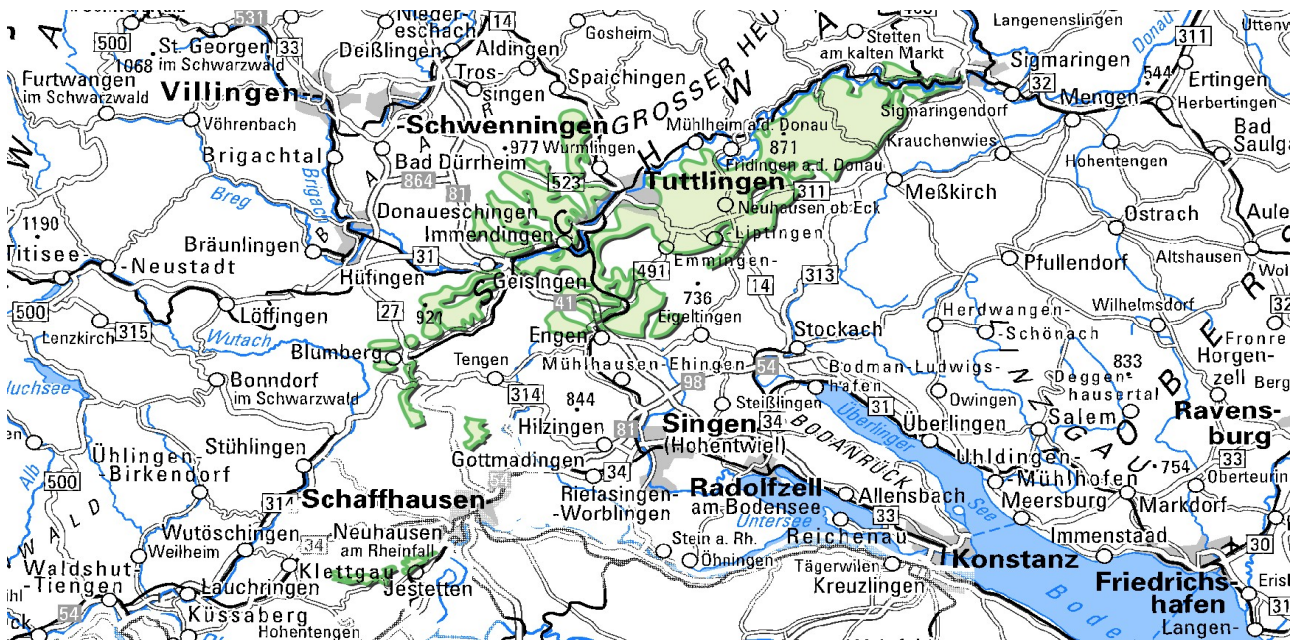 531
14
Nieder-
eschach
500
St. Georgen
im Schwarzwald
33
1068
Deißlingen
Aldingen
Gosheim
Stetten
am kalten Markt
Langenenslingen
Donau
311
Furtwangen
im Schwarzwald
Villingen-
Tros-
singen
Spaichingen
GROSSER HEU
Sigmaringen
32
544
Ertingen
Mengen
Herbertingen
Vöhrenbach
-Schwenningen
Mühlheim a.d. Donau
Sigmaringendorf
Bad
Saulga
Brigachtal
Bad Dürrheim
977
Wurmlingen
871
Fridingen a.d. Donau
Krauchenwies
Hohentengen
864
81
523
Tuttlingen
311
Meßkirch
Breg
Brigach
Donaueschingen
Neuhausen ob Eck
Ostrach
1190
Bräunlingen
Immendingen
Liptingen
Aule
Titisee
-Neustadt
Hüfingen
31
Geisingen
491
Emmingen-
313
Pfullendorf
Altshausen
Wol
500
Löffingen
27
921
41
736
Eigeltingen
14
Herdwangen-
-Schönach
Wilhelmsdorf
32
Lenzkirch
315
Wutach
Engen
Stockach
Fronre
Blumberg
Tengen
Mühlhausen-Ehingen
54
Bodman-Ludwigs-
hafen
833
Horgen-
zell
Berg
luchsee
Bonndorf
im Schwarzwald
314
844
98
Steißlingen
Owingen
Deggen-
hausertal
31
Salem
Ravens-
burg
Überlinger
See
Hilzingen
81
Singen
(Hohentwiel)
34
BODANRÜCK
Überlingen
Stühlingen
Gottmadingen
34
Uhldingen-
-Mühlhofen
754
33
Ühlingen-
Birkendorf
Alb
500
Schaffhausen
54
Rielasingen-
-Worblingen
Radolfzell
am-Bodensee
Allensbach
Meersburg
Markdorf
Oberteurin
314
Wutöschingen
Neuhausen
am Rheinfall
Untersee
33
Reichenau
Immenstaad
Weilheim
34
Stein a. Rh.
Öhningen
Konstanz
30
Waldshut-
-Tiengen
Klettgau
Tägerwilen
Kreuzlingen
Friedrichs-
hafen
Lauchringen
Jestetten
Erisk
54
Küssaberg
Hohentengen
Bode
31
Langen-
WALD